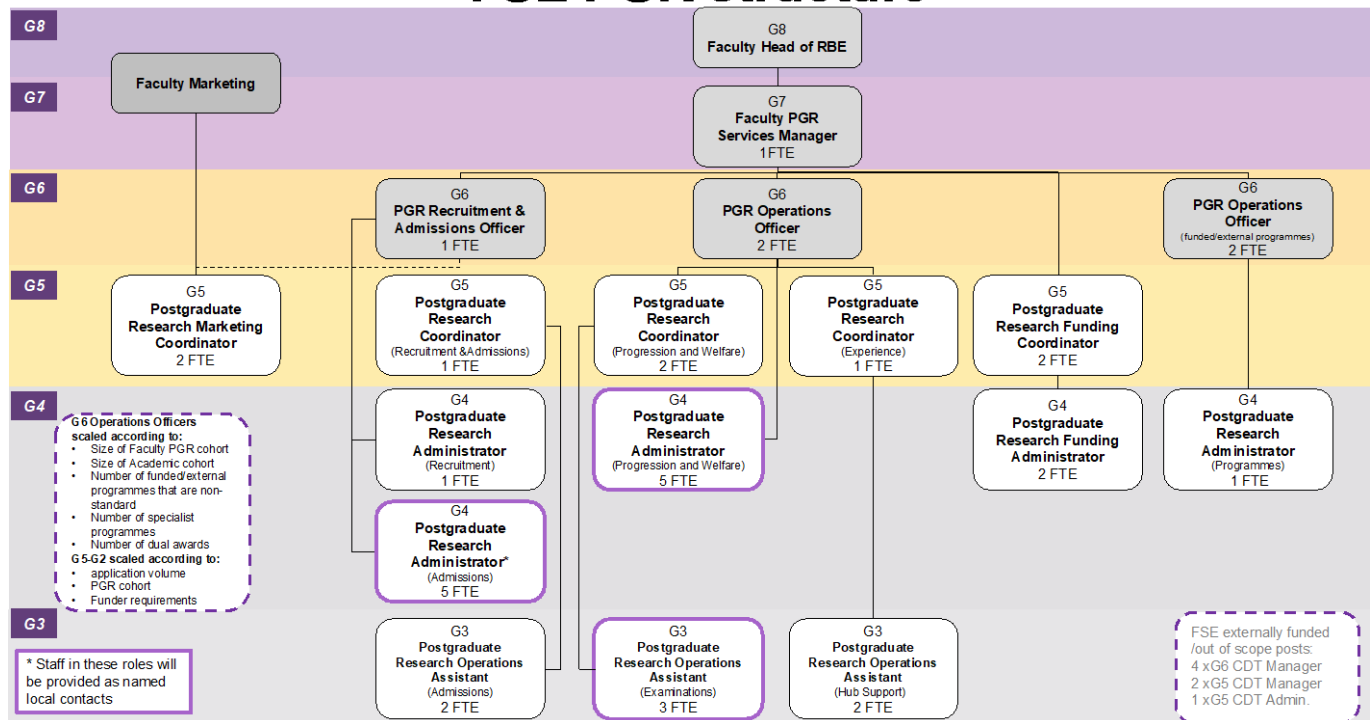 G8
G8
Faculty Head of RBE
Faculty Marketing
G7
G7
Faculty PGR
Services Manager
1FTE
G6
G6
PGR Recruitment &
Admissions Officer
1 FTE
G6
PGR Operations
Officer
2 FTE
G6
PGR Operations
Officer
(funded/external programmes)
2 FTE
G5
G5
Postgraduate
Research Marketing
Coordinator
2 FTE
G5
Postgraduate
Research
Coordinator
(Recruitment &Admissions)
1 FTE
G5
Postgraduate
Research
Coordinator
(Progression and Welfare)
2 FTE
G5
Postgraduate
Research
Coordinator
(Experience)
1 FTE
G5
Postgraduate
Research Funding
Coordinator
2 FTE
G4
G6 Operations Officers
scaled according to:
• Size of Faculty PGR cohort
• Size of Academic cohort
• Number of funded/external
programmes that are non-
standard
• Number of specialist
programmes
• Number of dual awards
G5-G2 scaled according to:
• application volume
• PGR cohort
• Funder requirements
G4
Postgraduate
Research
Administrator
(Recruitment)
1 FTE
G4
Postgraduate
Research
Administrator
(Progression and Welfare)
5 FTE
G4
Postgraduate
Research Funding
Administrator
2 FTE
G4
Postgraduate
Research
Administrator
(Programmes)
1 FTE
G4
Postgraduate
Research
Administrator*
(Admissions)
5 FTE
G3
* Staff in these roles will
be provided as named
local contacts
G3
Postgraduate
Research Operations
Assistant
(Admissions)
2 FTE
G3
Postgraduate
Research Operations
Assistant
(Examinations)
3 FTE
G3
Postgraduate
Research Operations
Assistant
(Hub Support)
2 FTE
FSE externally funded
/out of scope posts:
4 xG6 CDT Manager
2 xG5 CDT Manager
1 xG5 CDT Admin.